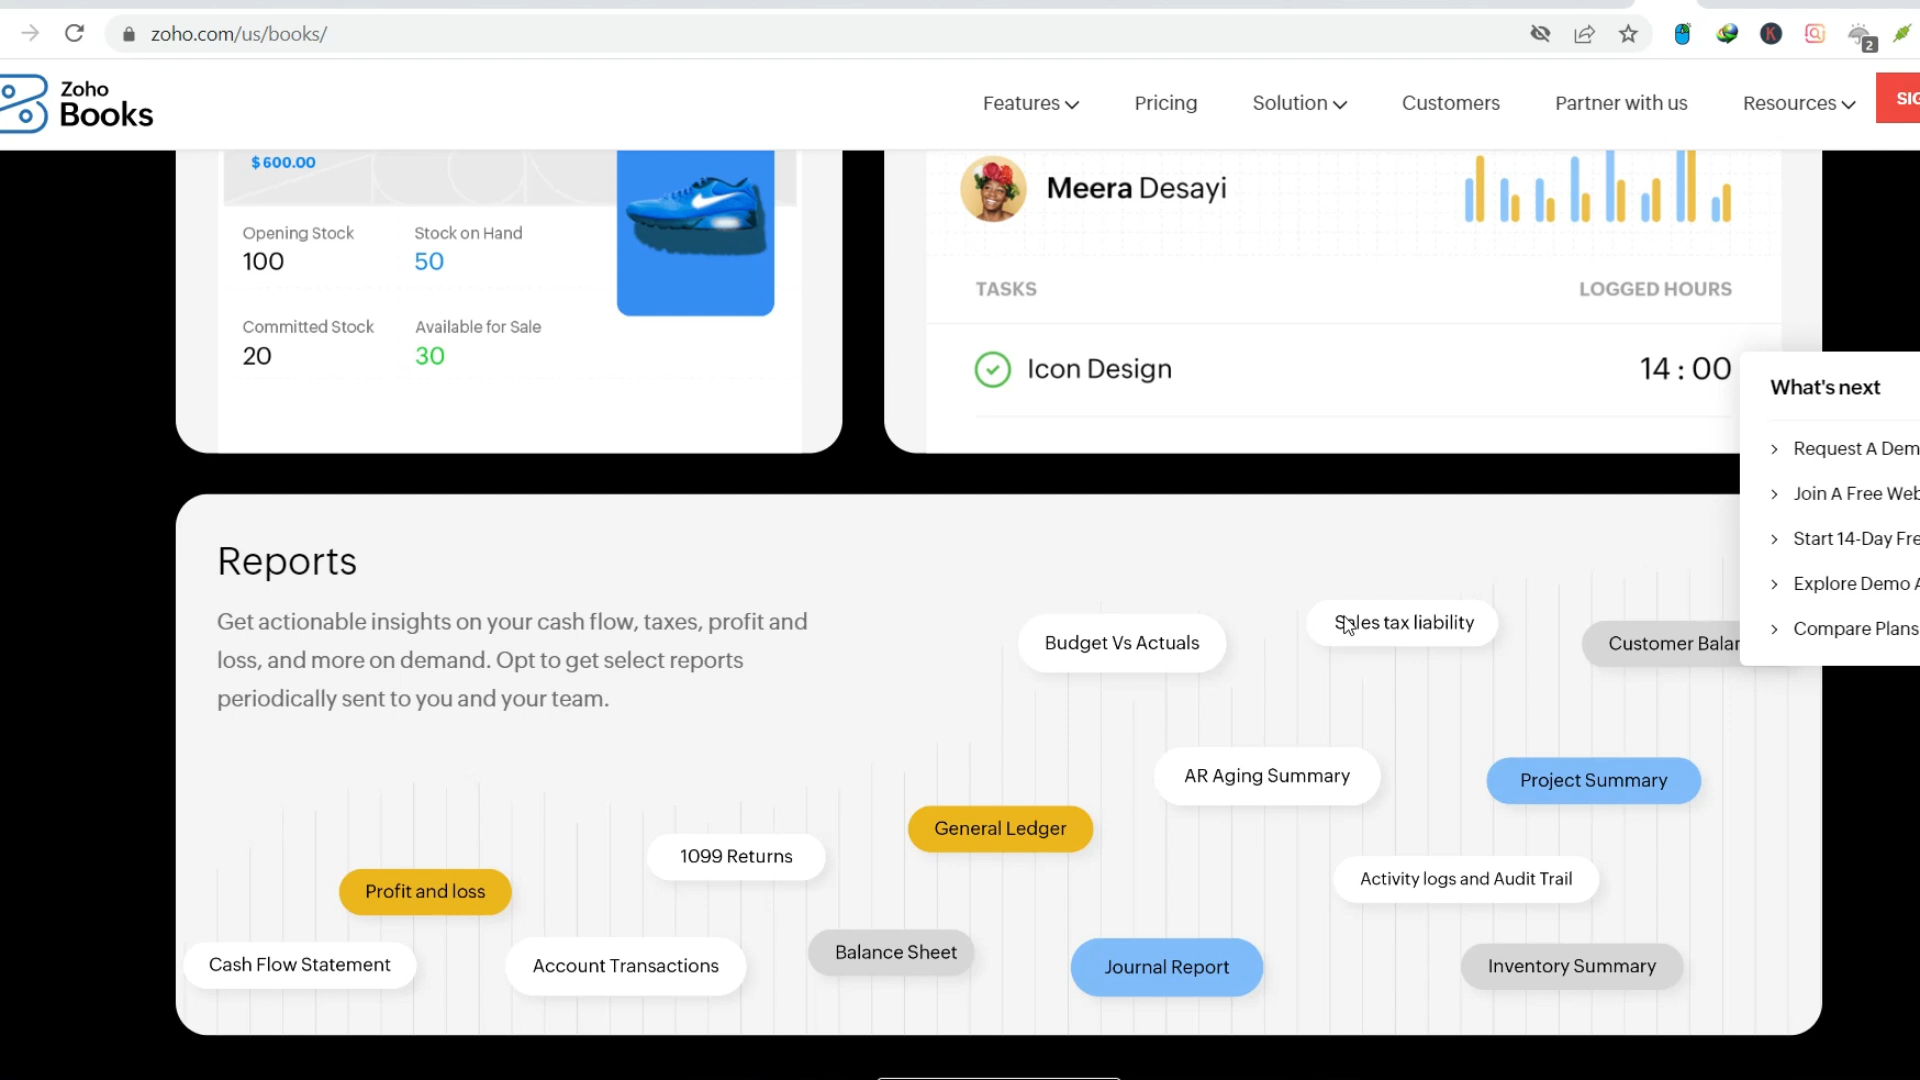 zoho.com/us/books/
2
Zoho
Books
Features
Pricing
Solution
Customers
Partner with us
Resources
SIG
$600.00
Opening Stock
Stock on Hand
100
50
Committed Stock
Available for Sale
20
30
Meera Desayi
TASKS
LOGGED HOURS
Icon Design
14 : 00
What's next
Request A Dem
Join A Free Web
Start 14-Day Fre
Explore Demo A
Compare Plans
Reports
Get actionable insights on your cash flow, taxes, profit and
loss, and more on demand. Opt to get select reports
periodically sent to you and your team.
Budget Vs Actuals
Sales tax liability
Customer Balan
AR Aging Summary
Project Summary
General Ledger
1099 Returns
Activity logs and Audit Trail
Profit and loss
Cash Flow Statement
Account Transactions
Balance Sheet
Journal Report
Inventory Summary